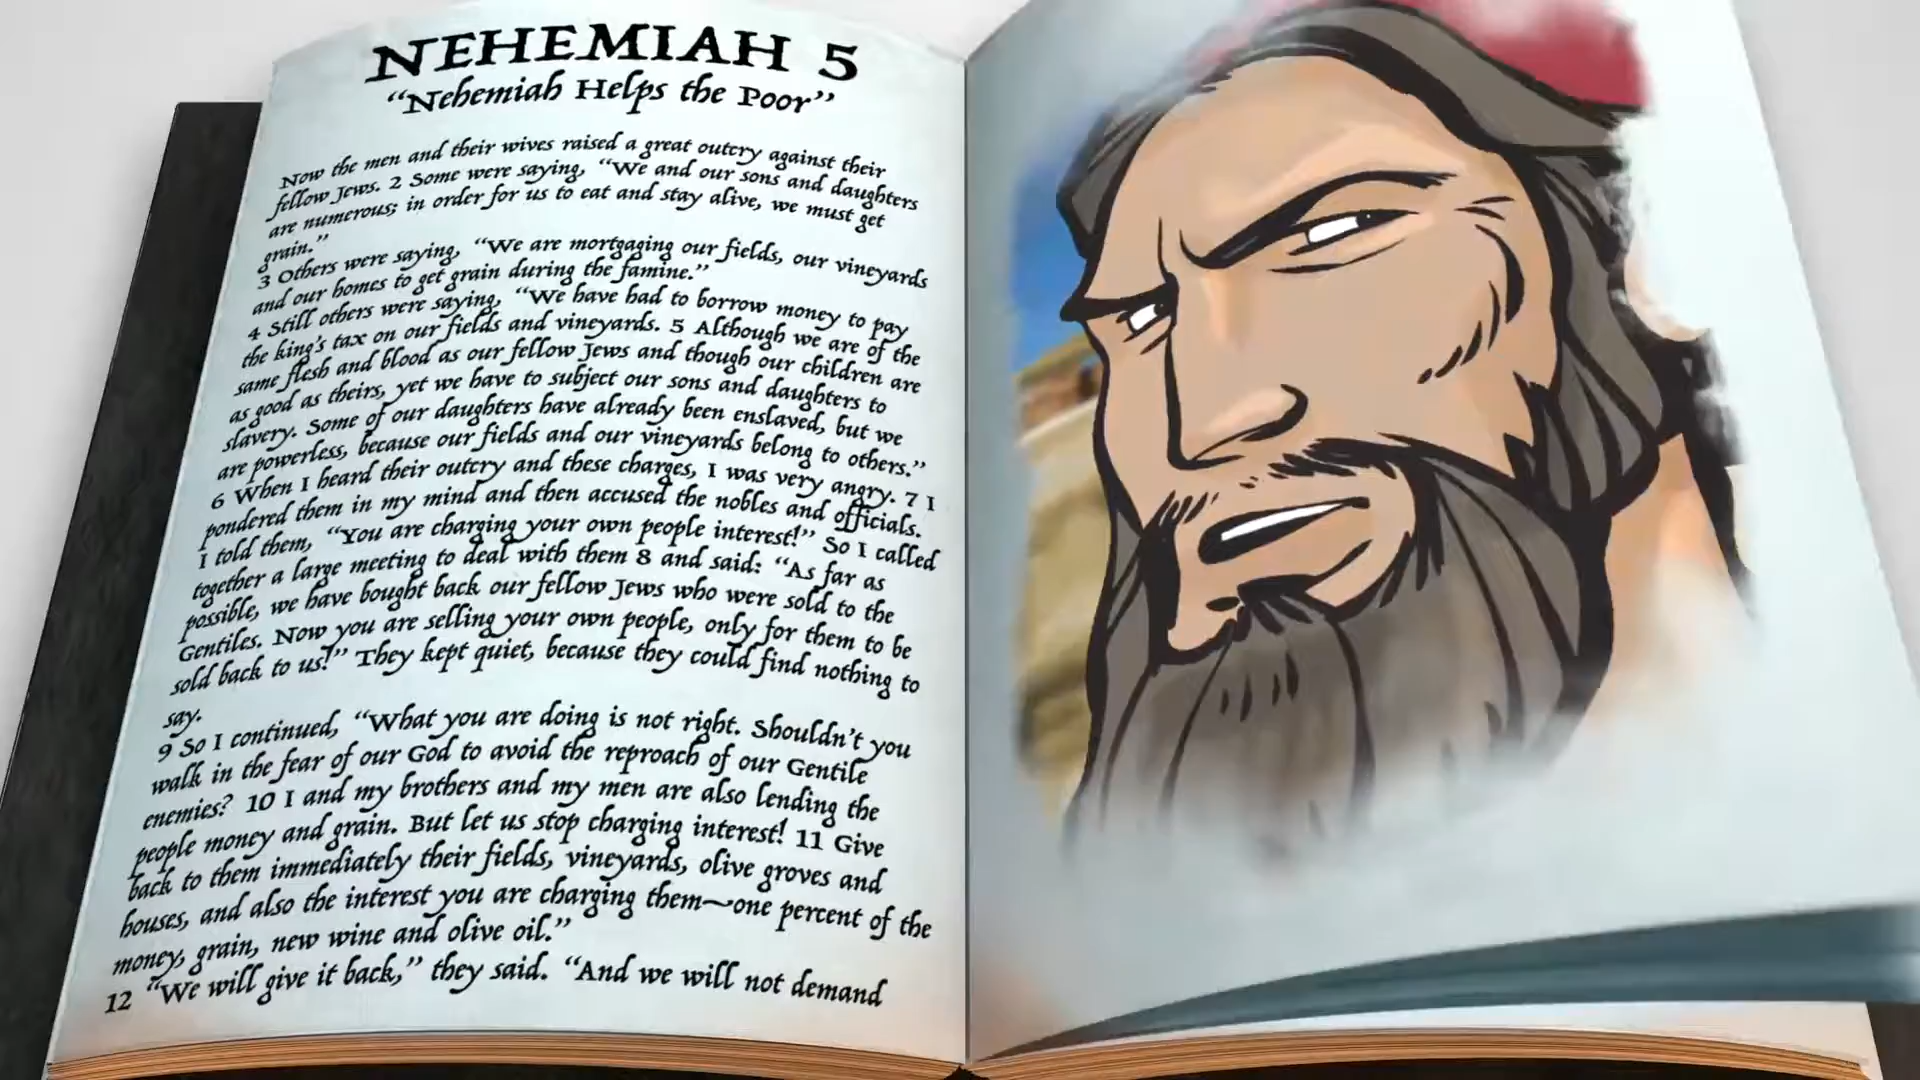 NEHEMIAH 5
“Nehemiah Helps the Poor”
Now the men and their wives raised a great outcry against their
fellow Jews. 2 Some were saying, “We and our sons and daughters
are numerous; in order for us to eat and stay alive, we must get
grain.”
3 Others were saying, “We are mortgaging our fields, our vineyards
and our homes to get grain during the famine.”
4 Still others were saying, “We have had to borrow money to pay
the king’s tax on our fields and vineyards. 5 Although we are of the
same flesh and blood as our fellow Jews and though our children are
as good as theirs, yet we have to subject our sons and daughters to
slavery. Some of our daughters have already been enslaved, but we
are powerless, because our fields and our vineyards belong to others.”
6 When I heard their outcry and these charges, I was very angry. 7 I
pondered them in my mind and then accused the nobles and officials.
I told them, “You are charging your own people interest!” So I called
together a large meeting to deal with them 8 and said: “As far as
possible, we have bought back our fellow Jews who were sold to the
Gentiles. Now you are selling your own people, only for them to be
sold back to us!” They kept quiet, because they could find nothing to
say.
9 So I continued, “What you are doing is not right. Shouldn’t you
walk in the fear of our God to avoid the reproach of our Gentile
enemies? 10 I and my brothers and my men are also lending the
people money and grain. But let us stop charging interest! 11 Give
back to them immediately their fields, vineyards, olive groves and
houses, and also the interest you are charging them—one percent of the
money, grain, new wine and olive oil.”
12 “We will give it back,” they said. “And we will not demand